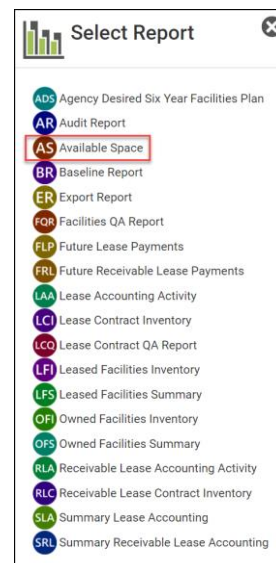 Select Report
ADS Agency Desired Six Year Facilities Plan
AR Audit Report
AS Available Space
BR Baseline Report
ER Export Report
FQR Facilities QA Report
FLP Future Lease Payments
FRL Future Receivable Lease Payments
LAA Lease Accounting Activity
LCI Lease Contract Inventory
LCQ Lease Contract QA Report
LFI Leased Facilities Inventory
LFS Leased Facilities Summary
OFI Owned Facilities Inventory
OFS Owned Facilities Summary
RLA Receivable Lease Accounting Activity
RLC Receivable Lease Contract Inventory
SLA Summary Lease Accounting
SRL Summary Receivable Lease Accounting